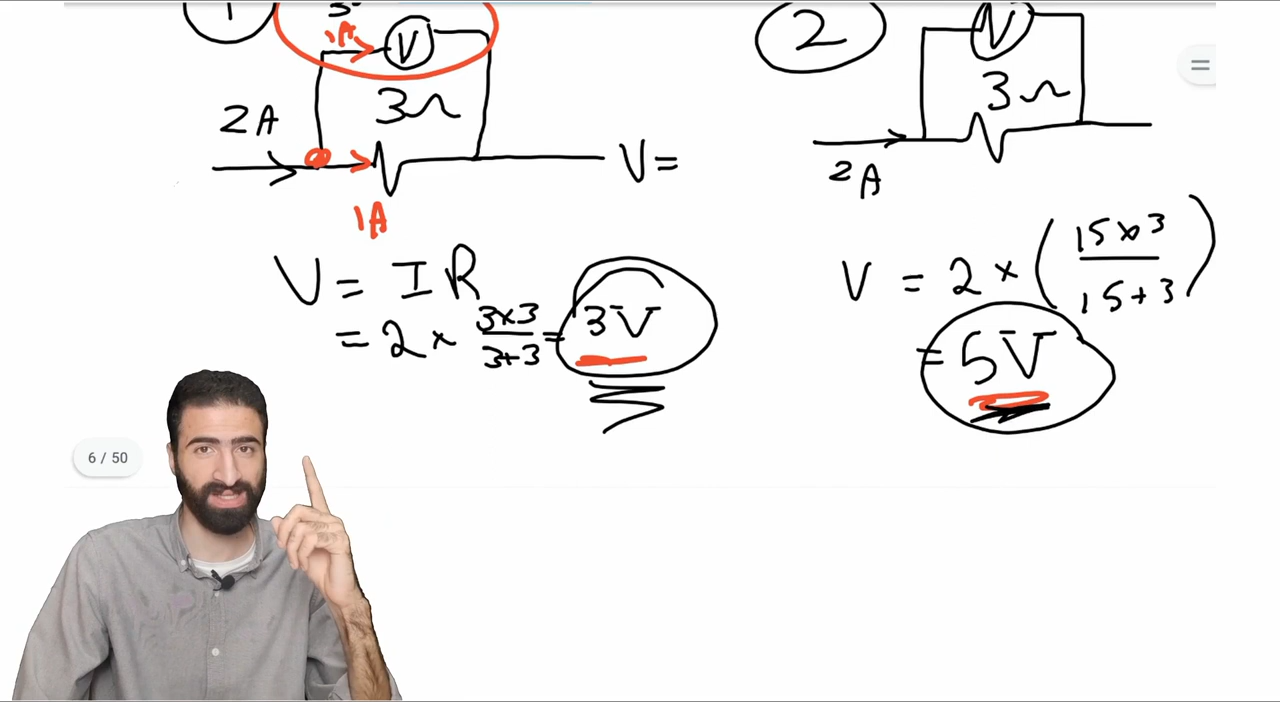 1
1A
V
3Ω
2A
1A
V=
V = IR
= 2 × 3×3/3+3 = 3V
2
V
3Ω
2A
V = 2 × (15×3/15+3)
= 5V
6 / 50